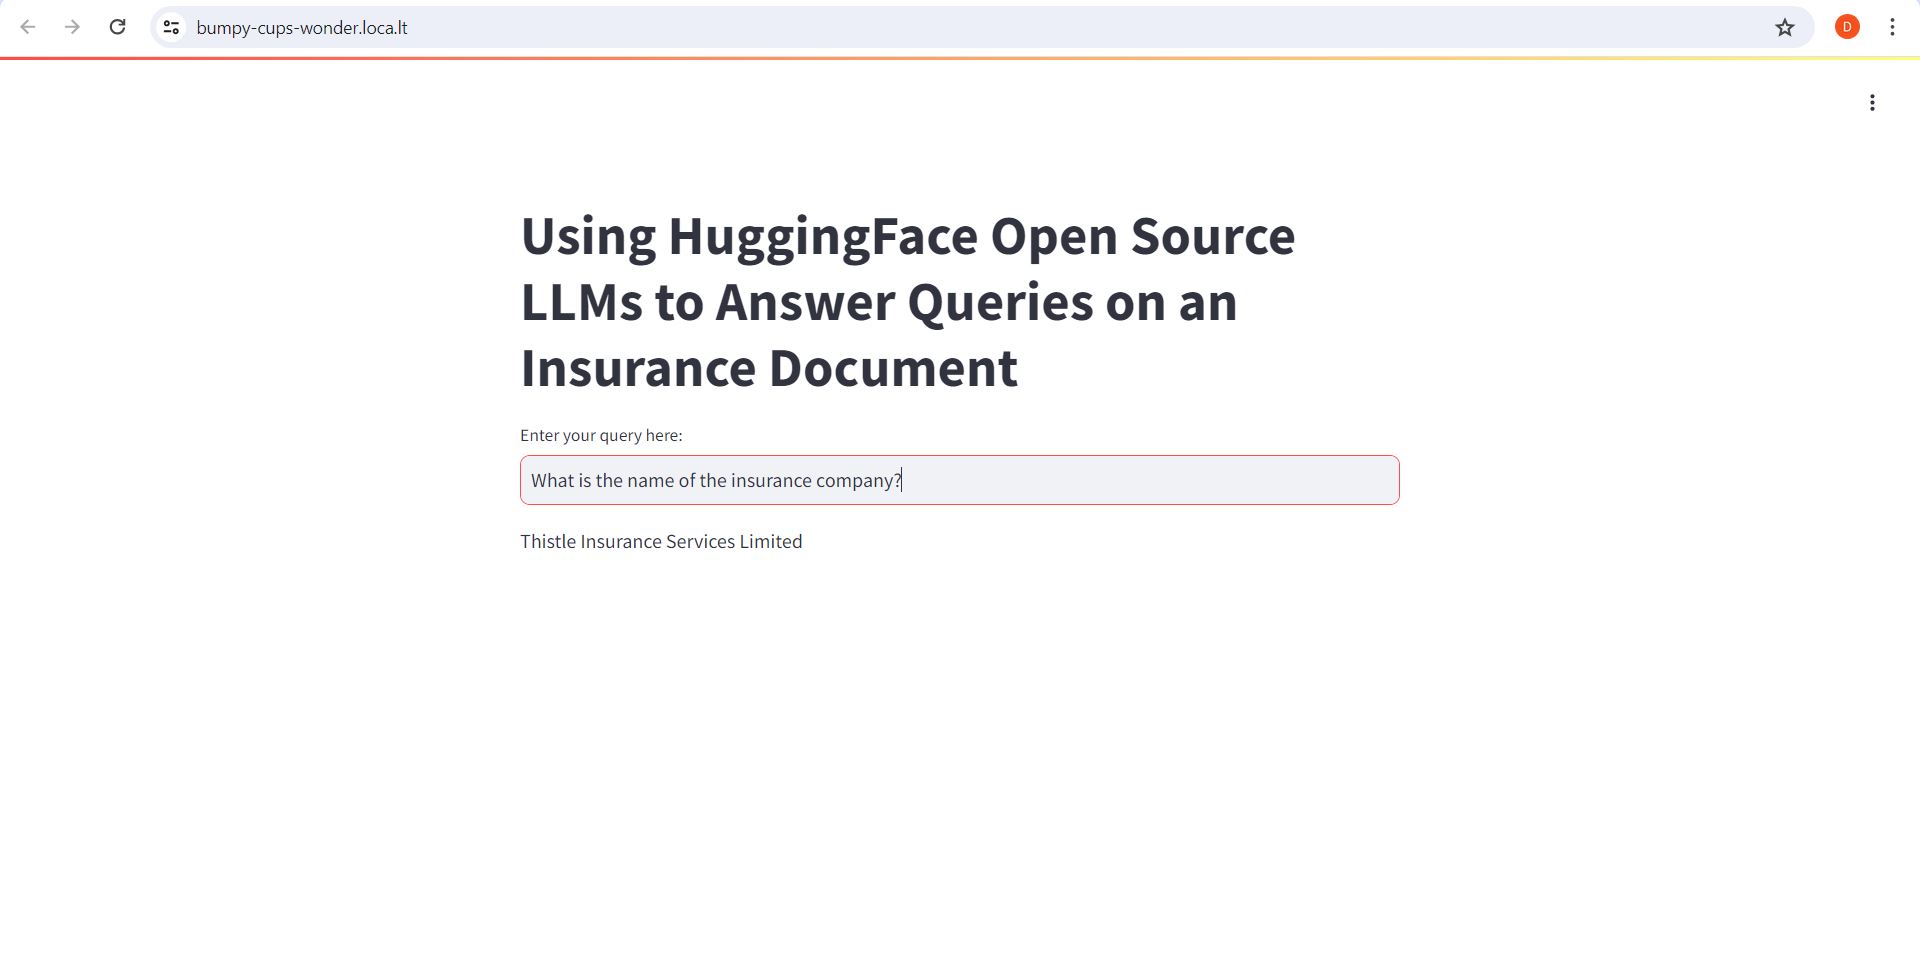 bumpy-cups-wonder.loca.lt
D
Using HuggingFace Open Source
LLMs to Answer Queries on an
Insurance Document
Enter your query here:
What is the name of the insurance company?
Thistle Insurance Services Limited